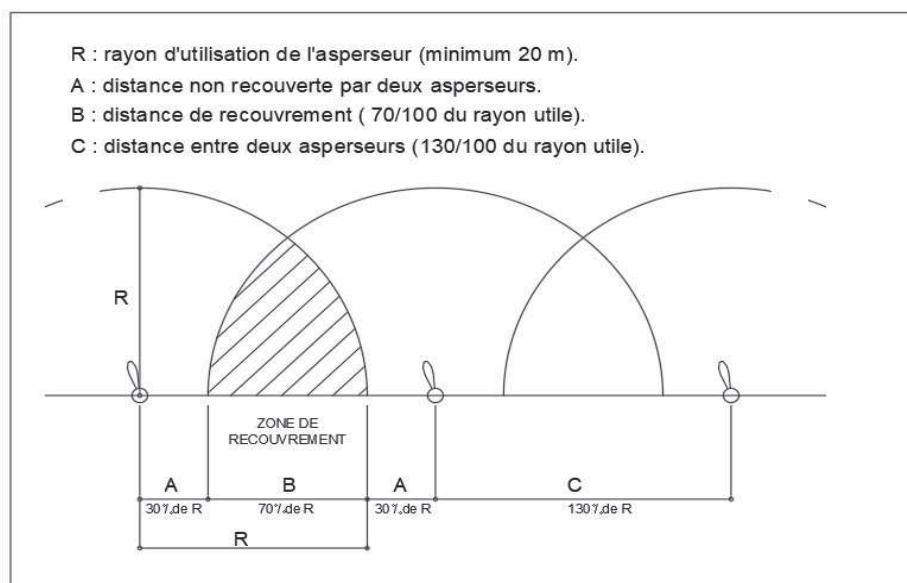 R : rayon d'utilisation de l'asperseur (minimum 20 m).
A : distance non recouverte par deux asperseurs.
B : distance de recouvrement ( 70/100 du rayon utile).
C : distance entre deux asperseurs (130/100 du rayon utile).
R
ZONE DE
RECOUVREMENT
A B A C
30%de R 70%de R 30%de R 130%de R
R